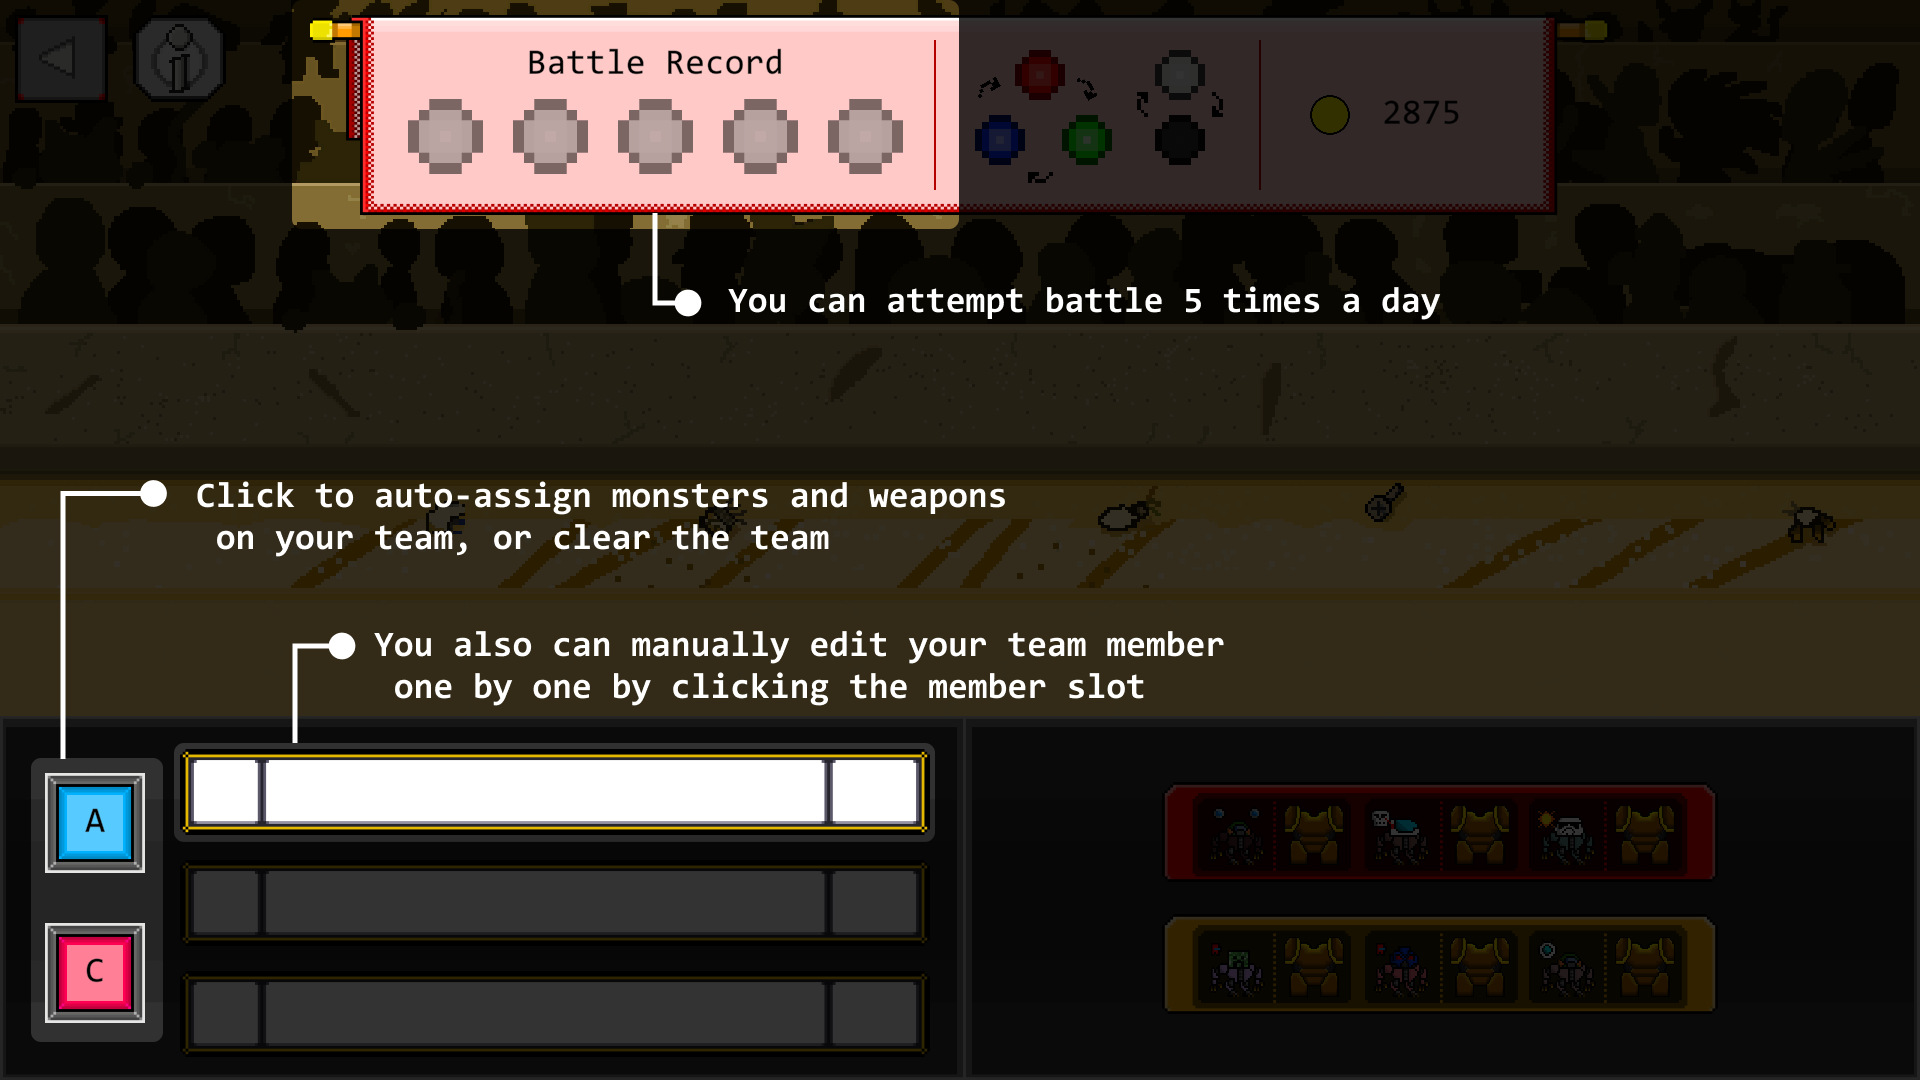 Battle Record
2875
You can attempt battle 5 times a day
Click to auto-assign monsters and weapons
on your team, or clear the team
You also can manually edit your team member
one by one by clicking the member slot
A
C